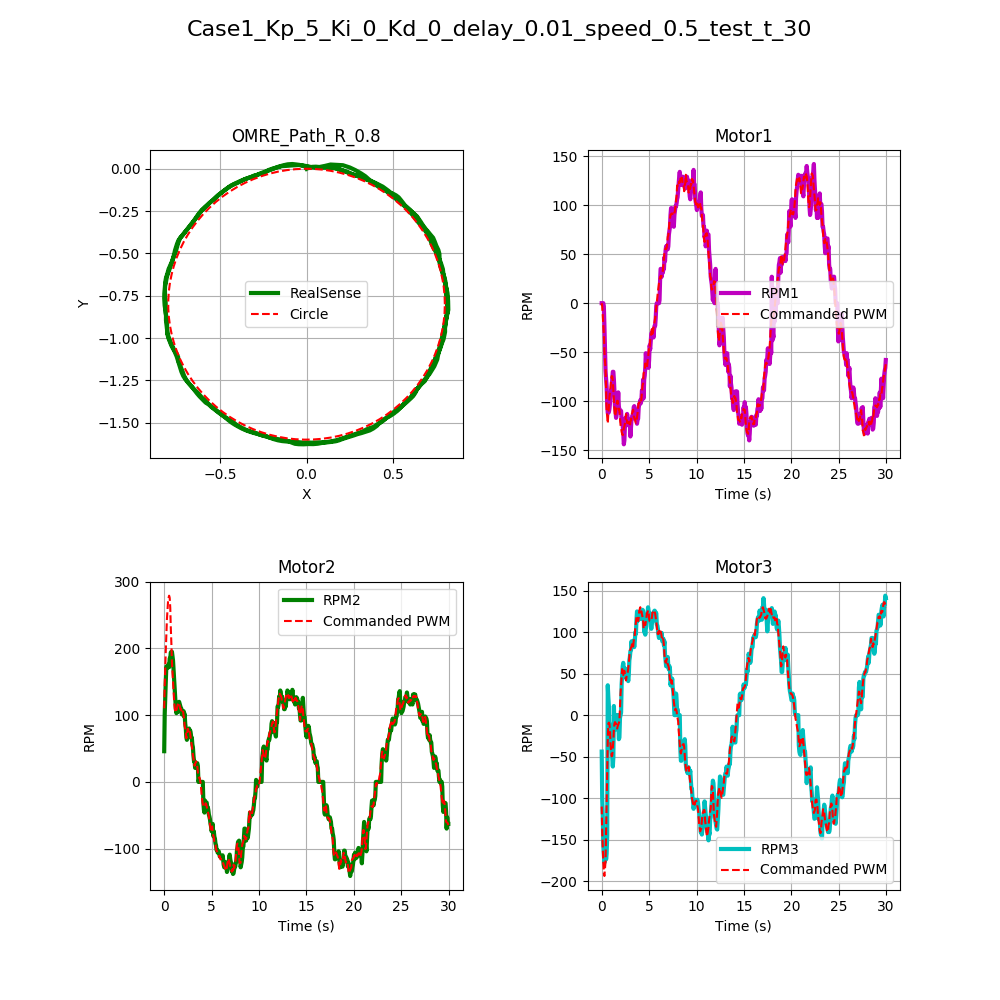 Case1_Kp_5_Ki_0_Kd_0_delay_0.01_speed_0.5_test_t_30
OMRE_Path_R_0.8
0.00
−0.25
−0.50
−0.75
−1.00
−1.25
−1.50
Y
RealSense
Circle
−0.5
0.0
0.5
X
Motor1
150
100
50
0
−50
−100
−150
RPM
RPM1
Commanded PWM
0
5
10
15
20
25
30
Time (s)
Motor2
300
200
100
0
−100
RPM
RPM2
Commanded PWM
0
5
10
15
20
25
30
Time (s)
Motor3
150
100
50
0
−50
−100
−150
−200
RPM
RPM3
Commanded PWM
0
5
10
15
20
25
30
Time (s)